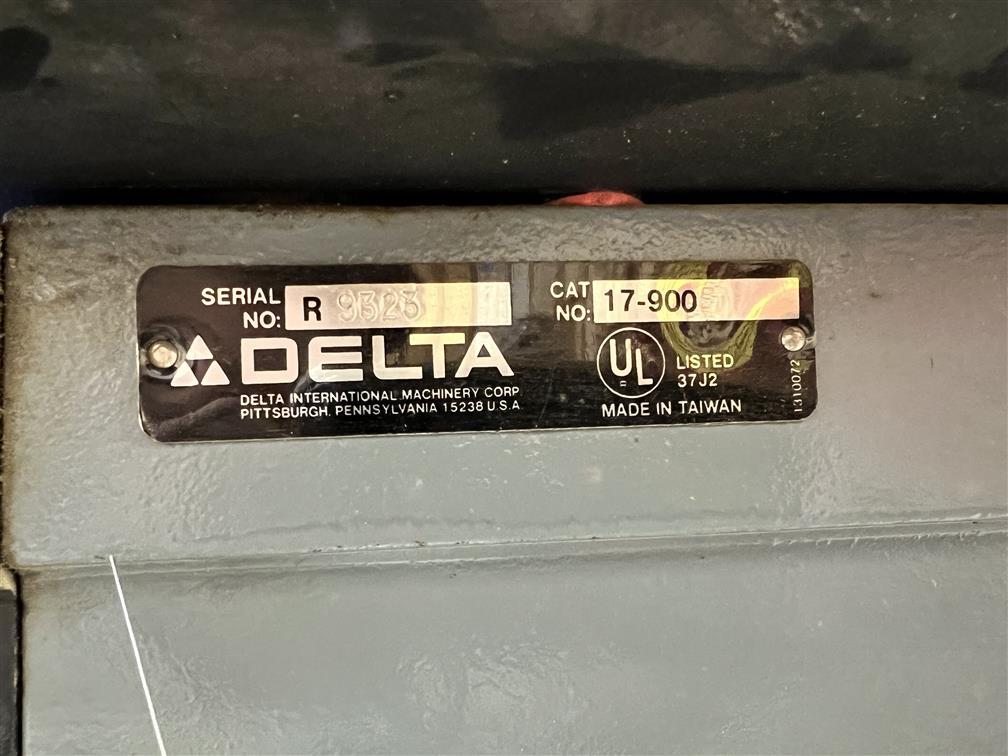 SERIAL NO: R 9323
CAT NO: 17-900
DELTA
DELTA INTERNATIONAL MACHINERY CORP.
PITTSBURGH, PENNSYLVANIA 15238 U.S.A.
UL
LISTED
37J2
MADE IN TAIWAN
1310072